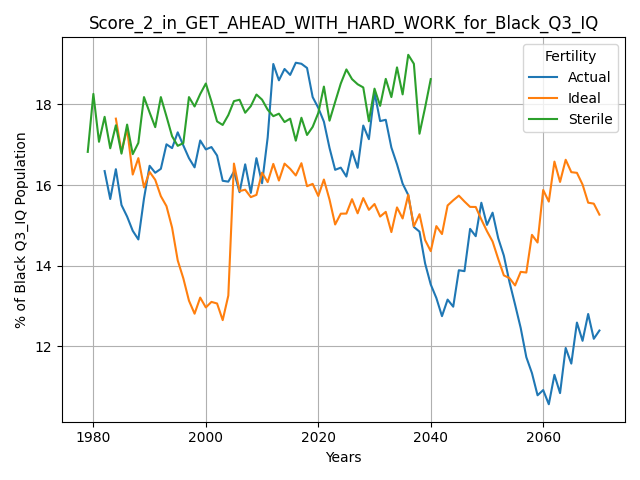 Score_2_in_GET_AHEAD_WITH_HARD_WORK_for_Black_Q3_IQ
Fertility
Actual
Ideal
Sterile
% of Black Q3_IQ Population
18
16
14
12
1980
2000
2020
2040
2060
Years